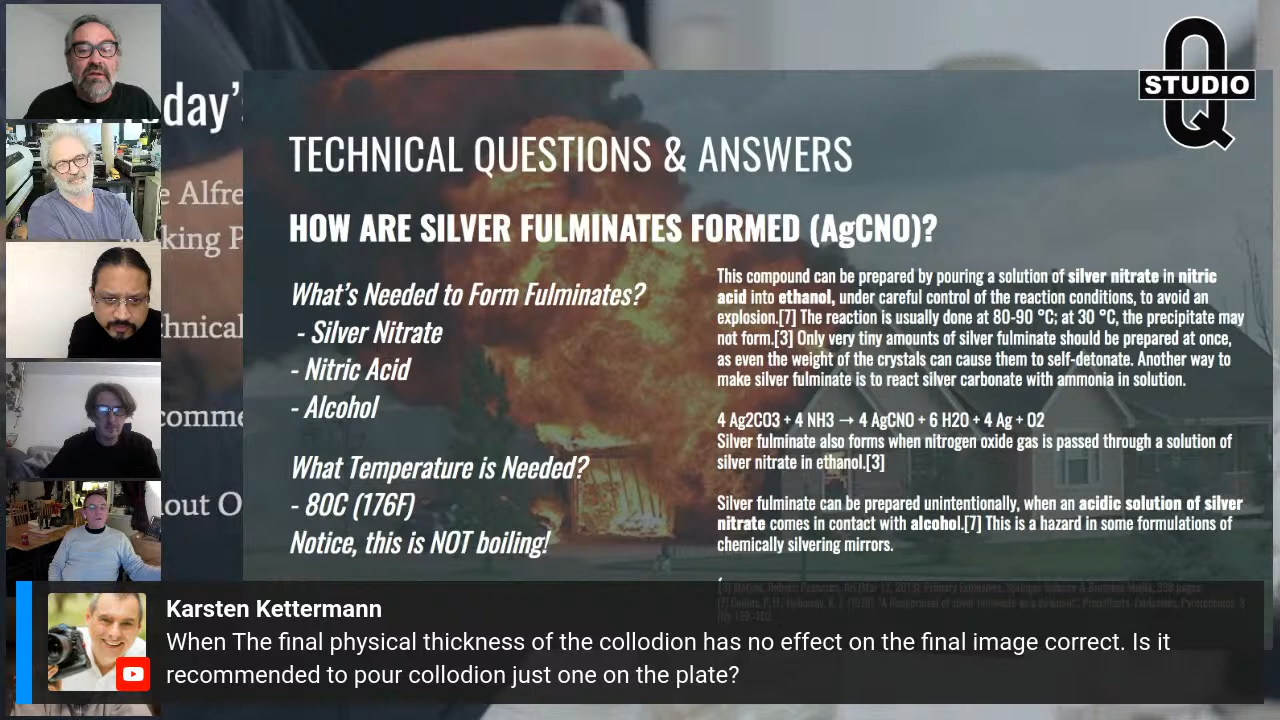 STUDIO
Q
day's
TECHNICAL QUESTIONS & ANSWERS
HOW ARE SILVER FULMINATES FORMED (AgCNO)?
What's Needed to Form Fulminates?
- Silver Nitrate
- Nitric Acid
- Alcohol
What Temperature is Needed?
- 80C (176F)
Notice, this is NOT boiling!
This compound can be prepared by pouring a solution of silver nitrate in nitric
acid into ethanol, under careful control of the reaction conditions, to avoid an
explosion.[7] The reaction is usually done at 80-90 °C; at 30 °C, the precipitate may
not form.[3] Only very tiny amounts of silver fulminate should be prepared at once,
as even the weight of the crystals can cause them to self-detonate. Another way to
make silver fulminate is to react silver carbonate with ammonia in solution.
4 Ag2CO3 + 4 NH3 → 4 AgCNO + 6 H2O + 4 Ag + O2
Silver fulminate also forms when nitrogen oxide gas is passed through a solution of
silver nitrate in ethanol.[3]
Silver fulminate can be prepared unintentionally, when an acidic solution of silver
nitrate comes in contact with alcohol.[7] This is a hazard in some formulations of
chemically silvering mirrors.
e Alfre
king P
hnical
comme
out O
Karsten Kettermann
When The final physical thickness of the collodion has no effect on the final image correct. Is it
recommended to pour collodion just one on the plate?